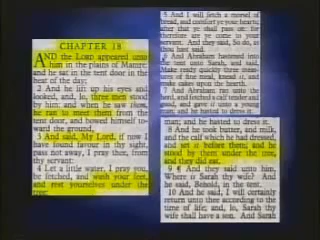 CHAPTER 18
AND the LORD appeared unto
him in the plains of Mamre:
and he sat in the tent door in the
heat of the day;
2 And he lift up his eyes and
looked, and, lo, three men stood
by him: and when he saw them,
he ran to meet them from the
tent door, and bowed himself to-
ward the ground,
3 And said, My Lord, if now I
have found favour in thy sight,
pass not away, I pray thee, from
thy servant:
4 Let a little water, I pray you,
be fetched, and wash your feet,
and rest yourselves under the
tree:
5 And I will fetch a morsel of
bread, and comfort ye your hearts;
after that ye shall pass on: for
therefore are ye come to your
servant. And they said, So do, as
thou hast said.
6 And Abraham hastened into
the tent unto Sarah, and said,
Make ready quickly three meas-
ures of fine meal, knead it, and
make cakes upon the hearth.
7 And Abraham ran unto the
herd, and fetched a calf tender and
good, and gave it unto a young
man; and he hasted to dress it.
man; and he hasted to dress it.
8 And he took butter, and milk,
and the calf which he had dressed,
and set it before them; and he
stood by them under the tree,
and they did eat.
9 ¶ And they said unto him,
Where is Sarah thy wife? And
he said, Behold, in the tent.
10 And he said, I will certainly
return unto thee according to the
time of life; and, lo, Sarah thy
wife shall have a son. And Sarah